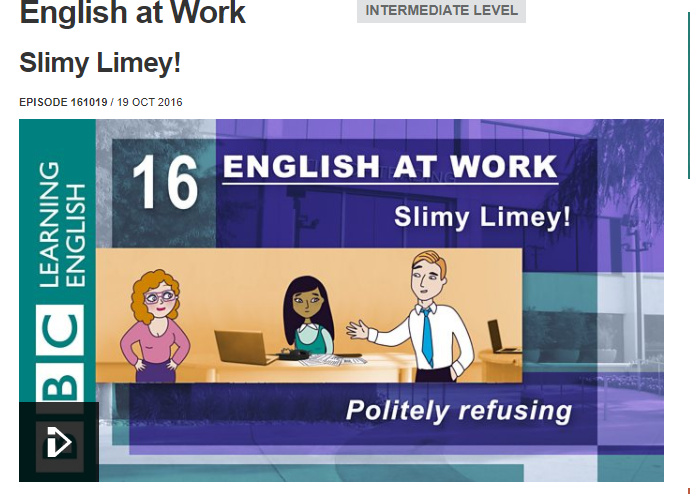 English at Work
INTERMEDIATE LEVEL
Slimy Limey!
EPISODE 161019 / 19 OCT 2016
16
ENGLISH AT WORK
Slimy Limey!
Politely refusing
BBC
LEARNING
ENGLISH